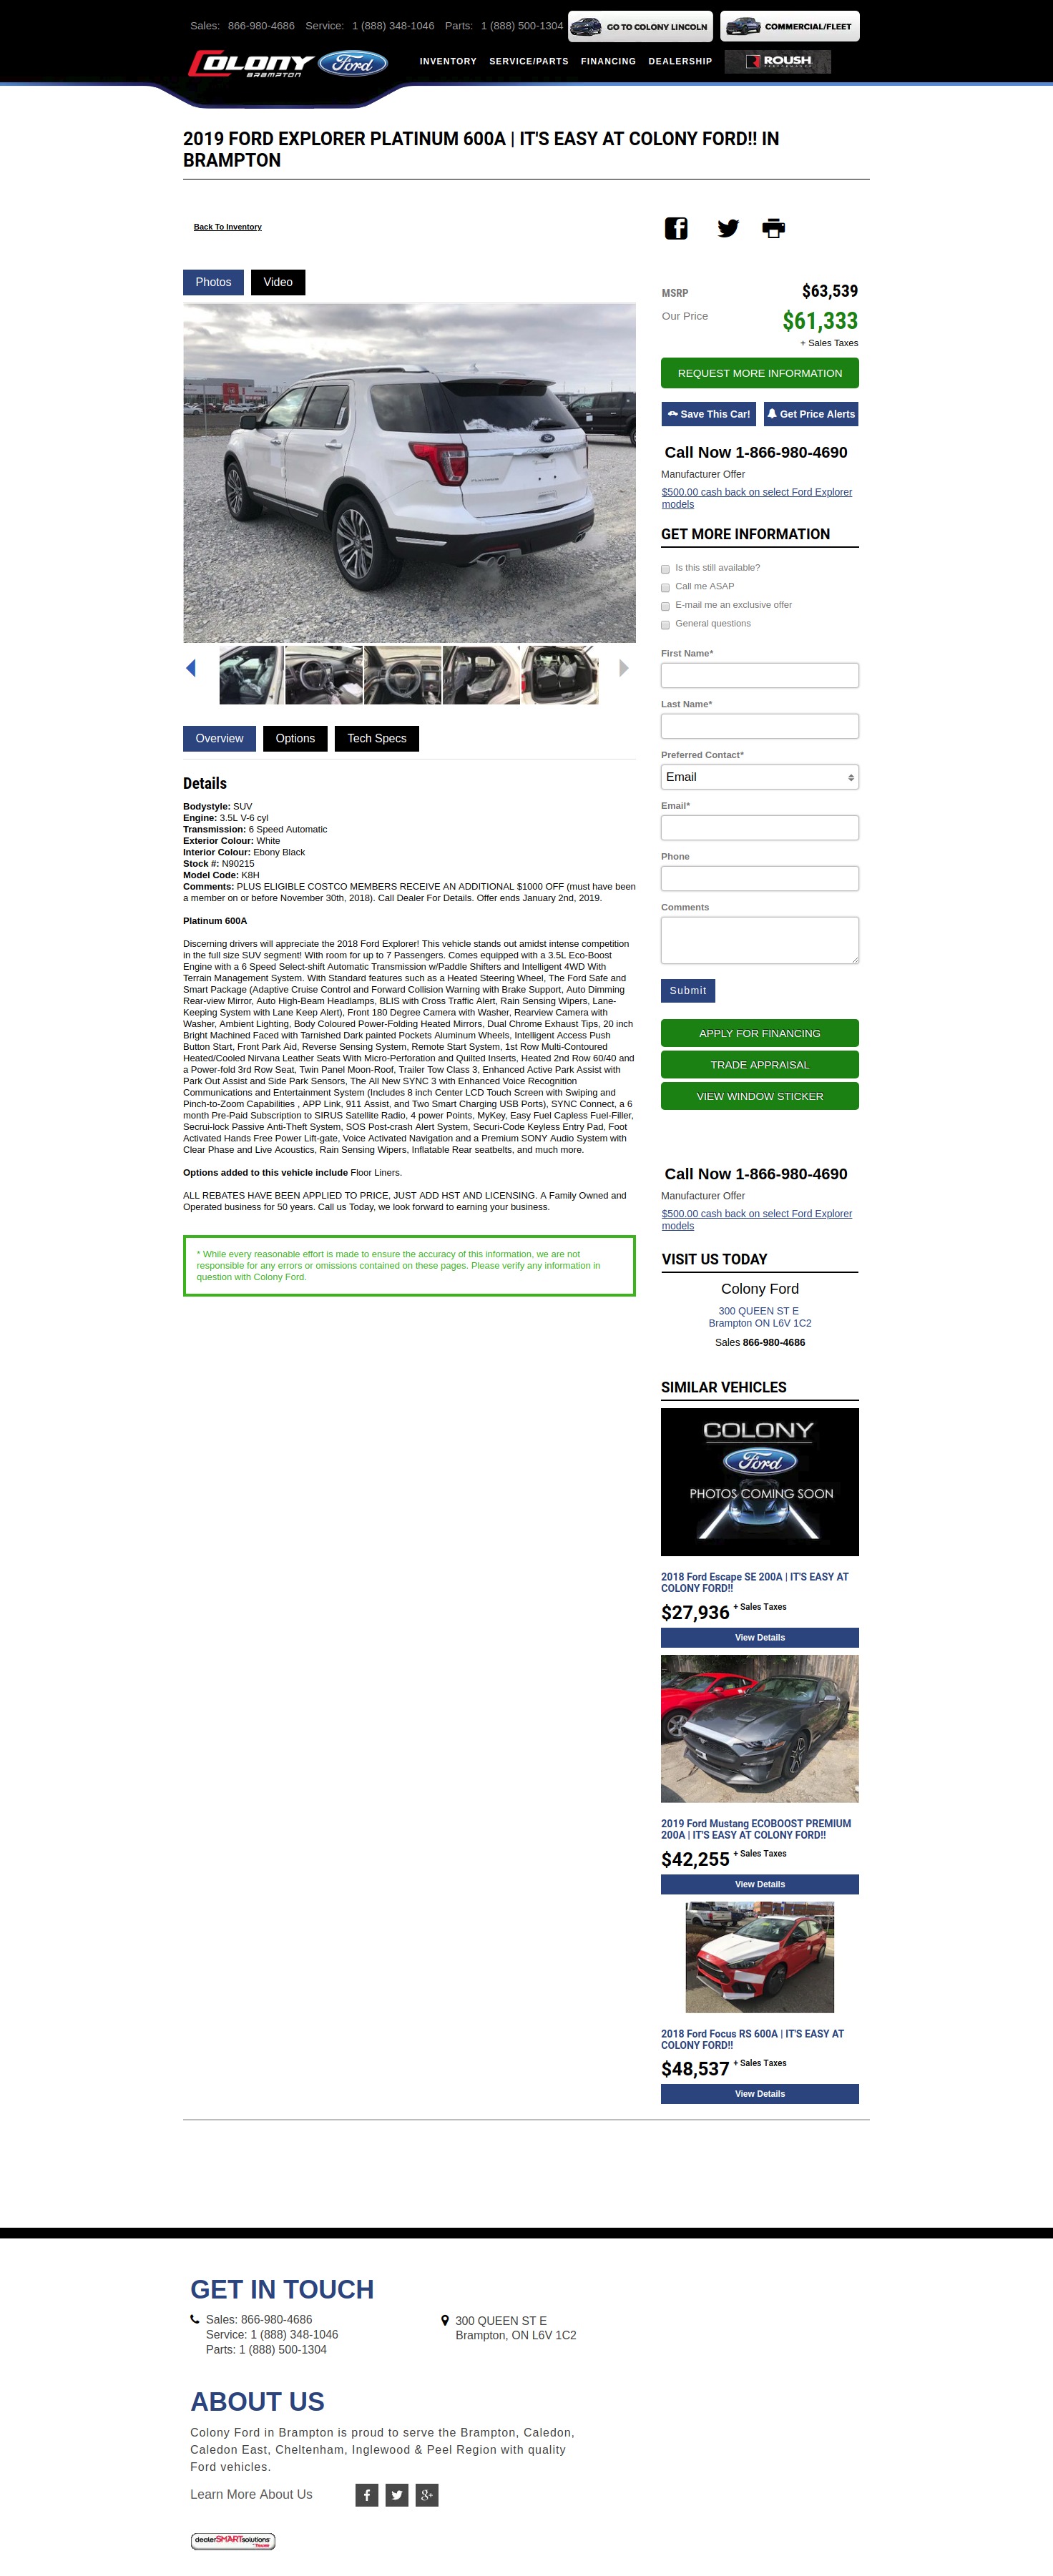 Sales: 866-980-4686 Service: 1 (888) 348-1046 Parts: 1 (888) 500-1304
GO TO COLONY LINCOLN
COMMERCIAL/FLEET
COLONY
BRAMPTON
Ford
INVENTORY SERVICE/PARTS FINANCING DEALERSHIP
ROUSH
2019 FORD EXPLORER PLATINUM 600A | IT'S EASY AT COLONY FORD!! IN
BRAMPTON
Back To Inventory
Photos Video
MSRP $63,539
Our Price $61,333
+ Sales Taxes
REQUEST MORE INFORMATION
Save This Car! Get Price Alerts
Call Now 1-866-980-4690
Manufacturer Offer
$500.00 cash back on select Ford Explorer
models
GET MORE INFORMATION
Is this still available?
Call me ASAP
E-mail me an exclusive offer
General questions
First Name*
Last Name*
Preferred Contact*
Email
Email*
Phone
Comments
Submit
APPLY FOR FINANCING
TRADE APPRAISAL
VIEW WINDOW STICKER
Overview Options Tech Specs
Details
Bodystyle: SUV
Engine: 3.5L V-6 cyl
Transmission: 6 Speed Automatic
Exterior Colour: White
Interior Colour: Ebony Black
Stock #: N90215
Model Code: K8H
Comments: PLUS ELIGIBLE COSTCO MEMBERS RECEIVE AN ADDITIONAL $1000 OFF (must have been
a member on or before November 30th, 2018). Call Dealer For Details. Offer ends January 2nd, 2019.
Platinum 600A
Discerning drivers will appreciate the 2018 Ford Explorer! This vehicle stands out amidst intense competition
in the full size SUV segment! With room for up to 7 Passengers. Comes equipped with a 3.5L Eco-Boost
Engine with a 6 Speed Select-shift Automatic Transmission w/Paddle Shifters and Intelligent 4WD With
Terrain Management System. With Standard features such as a Heated Steering Wheel, The Ford Safe and
Smart Package (Adaptive Cruise Control and Forward Collision Warning with Brake Support, Auto Dimming
Rear-view Mirror, Auto High-Beam Headlamps, BLIS with Cross Traffic Alert, Rain Sensing Wipers, Lane-
Keeping System with Lane Keep Alert), Front 180 Degree Camera with Washer, Rearview Camera with
Washer, Ambient Lighting, Body Coloured Power-Folding Heated Mirrors, Dual Chrome Exhaust Tips, 20 inch
Bright Machined Faced with Tarnished Dark painted Pockets Aluminum Wheels, Intelligent Access Push
Button Start, Front Park Aid, Reverse Sensing System, Remote Start System, 1st Row Multi-Contoured
Heated/Cooled Nirvana Leather Seats With Micro-Perforation and Quilted Inserts, Heated 2nd Row 60/40 and
a Power-fold 3rd Row Seat, Twin Panel Moon-Roof, Trailer Tow Class 3, Enhanced Active Park Assist with
Park Out Assist and Side Park Sensors, The All New SYNC 3 with Enhanced Voice Recognition
Communications and Entertainment System (Includes 8 inch Center LCD Touch Screen with Swiping and
Pinch-to-Zoom Capabilities , APP Link, 911 Assist, and Two Smart Charging USB Ports), SYNC Connect, a 6
month Pre-Paid Subscription to SIRUS Satellite Radio, 4 power Points, MyKey, Easy Fuel Capless Fuel-Filler,
Secrui-lock Passive Anti-Theft System, SOS Post-crash Alert System, Securi-Code Keyless Entry Pad, Foot
Activated Hands Free Power Lift-gate, Voice Activated Navigation and a Premium SONY Audio System with
Clear Phase and Live Acoustics, Rain Sensing Wipers, Inflatable Rear seatbelts, and much more.
Options added to this vehicle include Floor Liners.
ALL REBATES HAVE BEEN APPLIED TO PRICE, JUST ADD HST AND LICENSING. A Family Owned and
Operated business for 50 years. Call us Today, we look forward to earning your business.
* While every reasonable effort is made to ensure the accuracy of this information, we are not
responsible for any errors or omissions contained on these pages. Please verify any information in
question with Colony Ford.
Call Now 1-866-980-4690
Manufacturer Offer
$500.00 cash back on select Ford Explorer
models
VISIT US TODAY
Colony Ford
300 QUEEN ST E
Brampton ON L6V 1C2
Sales 866-980-4686
SIMILAR VEHICLES
COLONY
Ford
PHOTOS COMING SOON
2018 Ford Escape SE 200A | IT'S EASY AT
COLONY FORD!!
$27,936 + Sales Taxes
View Details
2019 Ford Mustang ECOBOOST PREMIUM
200A | IT'S EASY AT COLONY FORD!!
$42,255 + Sales Taxes
View Details
2018 Ford Focus RS 600A | IT'S EASY AT
COLONY FORD!!
$48,537 + Sales Taxes
View Details
GET IN TOUCH
Sales: 866-980-4686
Service: 1 (888) 348-1046
Parts: 1 (888) 500-1304
300 QUEEN ST E
Brampton, ON L6V 1C2
ABOUT US
Colony Ford in Brampton is proud to serve the Brampton, Caledon,
Caledon East, Cheltenham, Inglewood & Peel Region with quality
Ford vehicles.
Learn More About Us
dealerSMARTsolutions